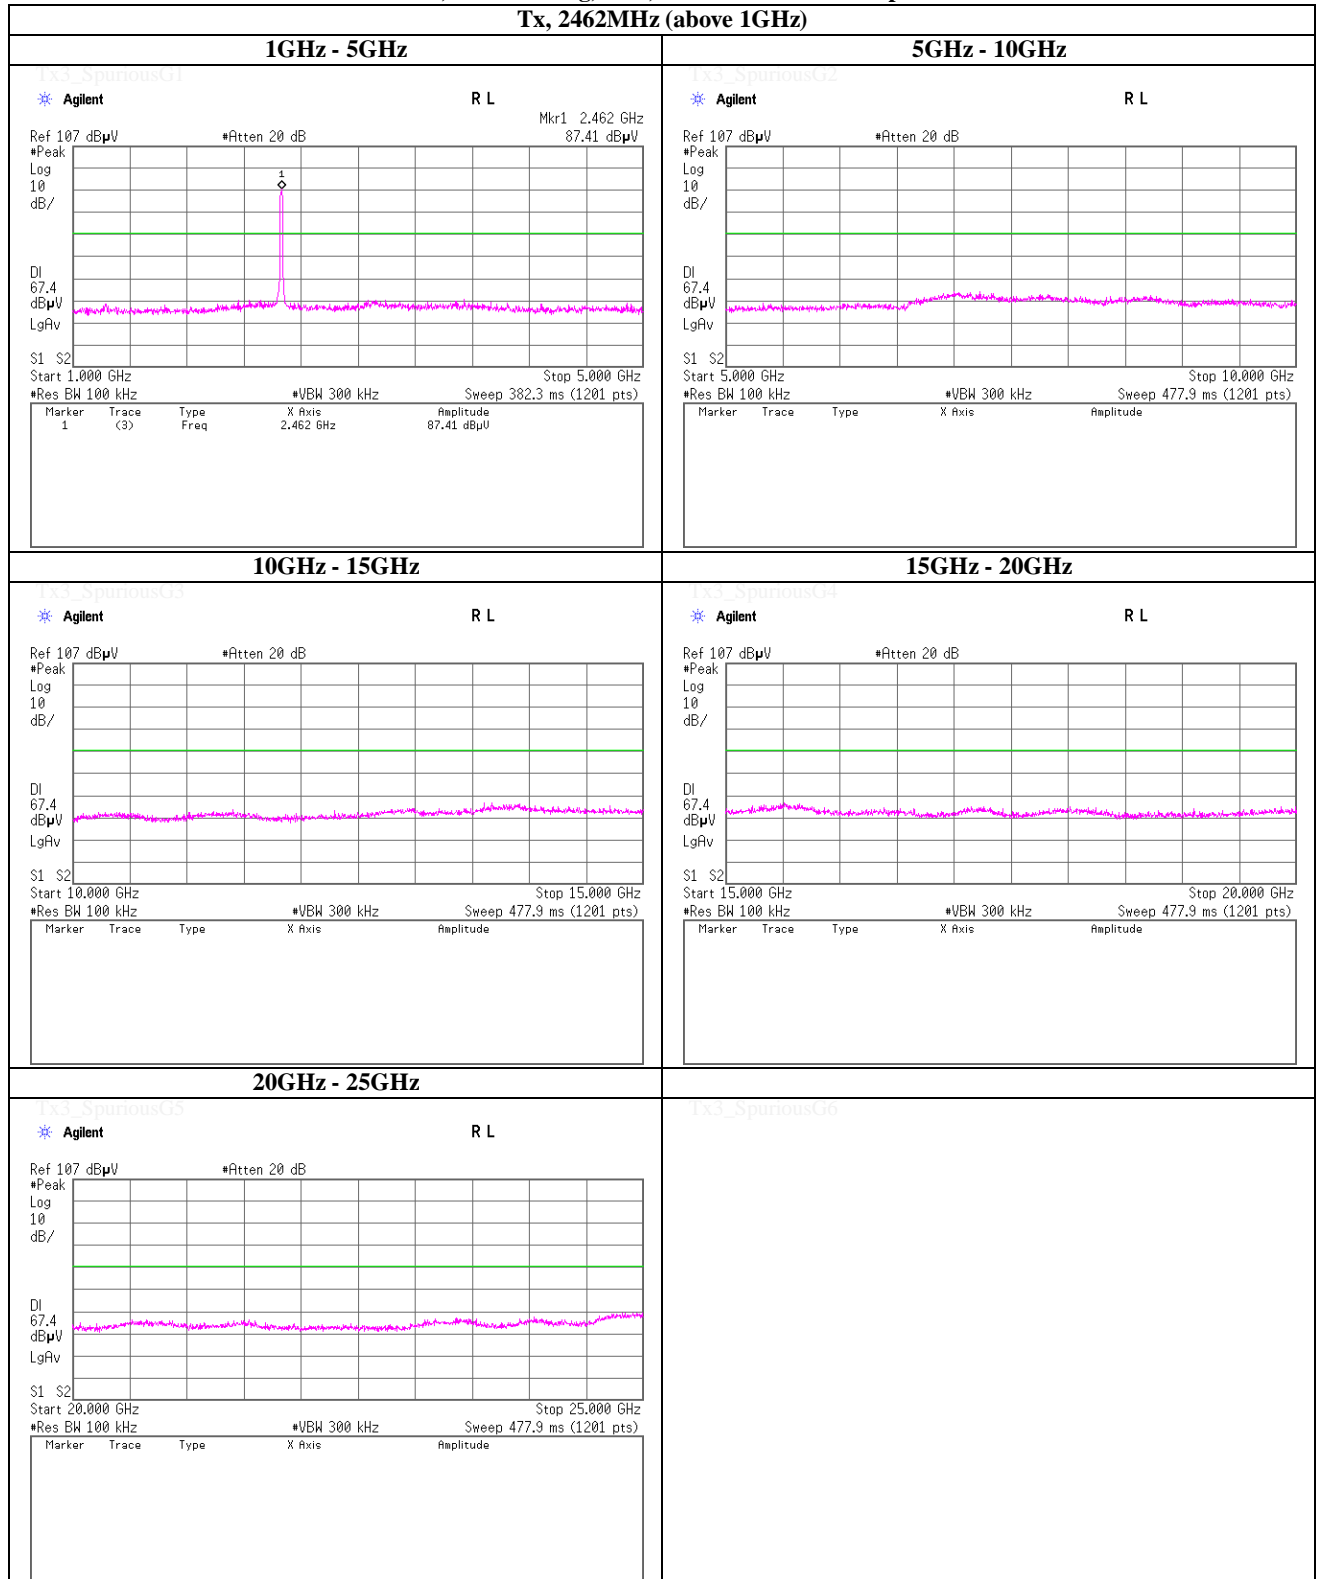 Tx, 2462MHz (above 1GHz)
1GHz - 5GHz
5GHz - 10GHz
Tx3_SpuriousG1
Agilent
R L
Mkr1 2.462 GHz
Ref 107 dBµV
#Atten 20 dB
87.41 dBµV
#Peak
Log
10
dB/
1
DI
67.4
dBµV
LgAv
S1 S2
Start 1.000 GHz
Stop 5.000 GHz
#Res BW 100 kHz
#VBW 300 kHz
Sweep 382.3 ms (1201 pts)
Marker Trace Type X Axis Amplitude
1 (3) Freq 2.462 GHz 87.41 dBµV
Tx3_SpuriousG2
Agilent
R L
Ref 107 dBµV
#Atten 20 dB
#Peak
Log
10
dB/
DI
67.4
dBµV
LgAv
S1 S2
Start 5.000 GHz
Stop 10.000 GHz
#Res BW 100 kHz
#VBW 300 kHz
Sweep 477.9 ms (1201 pts)
Marker Trace Type X Axis Amplitude
10GHz - 15GHz
15GHz - 20GHz
Tx3_SpuriousG3
Agilent
R L
Ref 107 dBµV
#Atten 20 dB
#Peak
Log
10
dB/
DI
67.4
dBµV
LgAv
S1 S2
Start 10.000 GHz
Stop 15.000 GHz
#Res BW 100 kHz
#VBW 300 kHz
Sweep 477.9 ms (1201 pts)
Marker Trace Type X Axis Amplitude
Tx3_SpuriousG4
Agilent
R L
Ref 107 dBµV
#Atten 20 dB
#Peak
Log
10
dB/
DI
67.4
dBµV
LgAv
S1 S2
Start 15.000 GHz
Stop 20.000 GHz
#Res BW 100 kHz
#VBW 300 kHz
Sweep 477.9 ms (1201 pts)
Marker Trace Type X Axis Amplitude
20GHz - 25GHz
Tx3_SpuriousG5
Agilent
R L
Ref 107 dBµV
#Atten 20 dB
#Peak
Log
10
dB/
DI
67.4
dBµV
LgAv
S1 S2
Start 20.000 GHz
Stop 25.000 GHz
#Res BW 100 kHz
#VBW 300 kHz
Sweep 477.9 ms (1201 pts)
Marker Trace Type X Axis Amplitude
Tx3_SpuriousG6